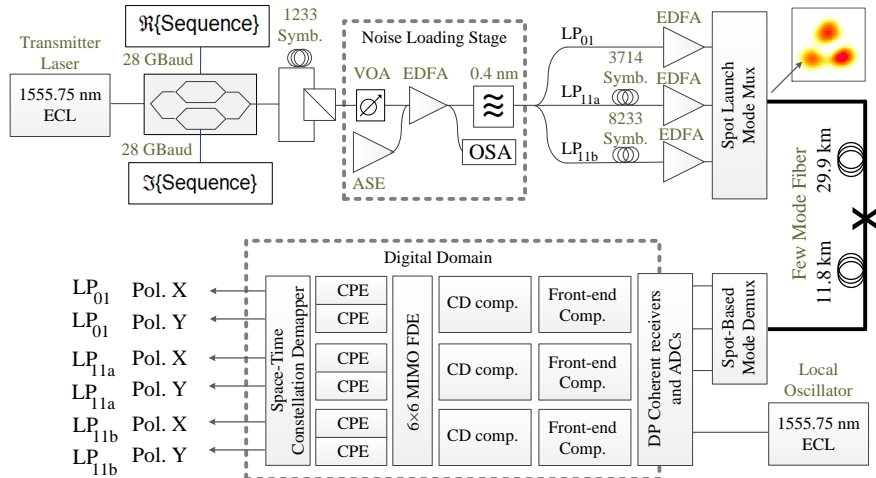 Transmitter
Laser
1555.75 nm
ECL
ℜ{Sequence}
28 GBaud
28 GBaud
ℑ{Sequence}
1233
Symb.
Noise Loading Stage
VOA
EDFA
0.4 nm
OSA
ASE
LP01
LP11a
LP11b
3714
Symb.
8233
Symb.
EDFA
EDFA
EDFA
Spot Launch
Mode Mux
Few Mode Fiber
29.9 km
11.8 km
Digital Domain
LP01 Pol. X
LP01 Pol. Y
LP11a Pol. X
LP11a Pol. Y
LP11b Pol. X
LP11b Pol. Y
Space-Time
Constellation Demapper
CPE
CPE
CPE
CPE
CPE
CPE
6×6 MIMO FDE
CD comp.
CD comp.
CD comp.
Front-end
Comp.
Front-end
Comp.
Front-end
Comp.
DP Coherent receivers
and ADCs
Spot-Based
Mode Demux
Local
Oscillator
1555.75 nm
ECL